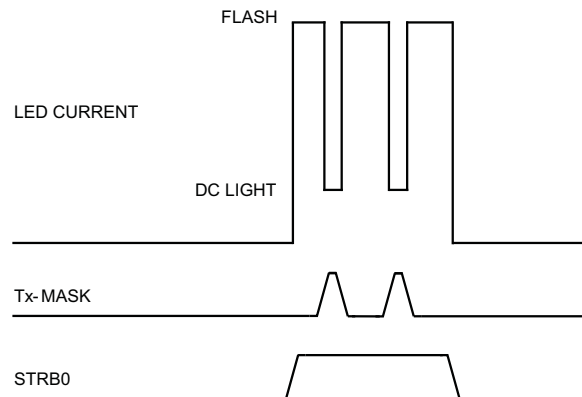 FLASH
LED CURRENT
DC LIGHT
Tx-MASK
STRB0